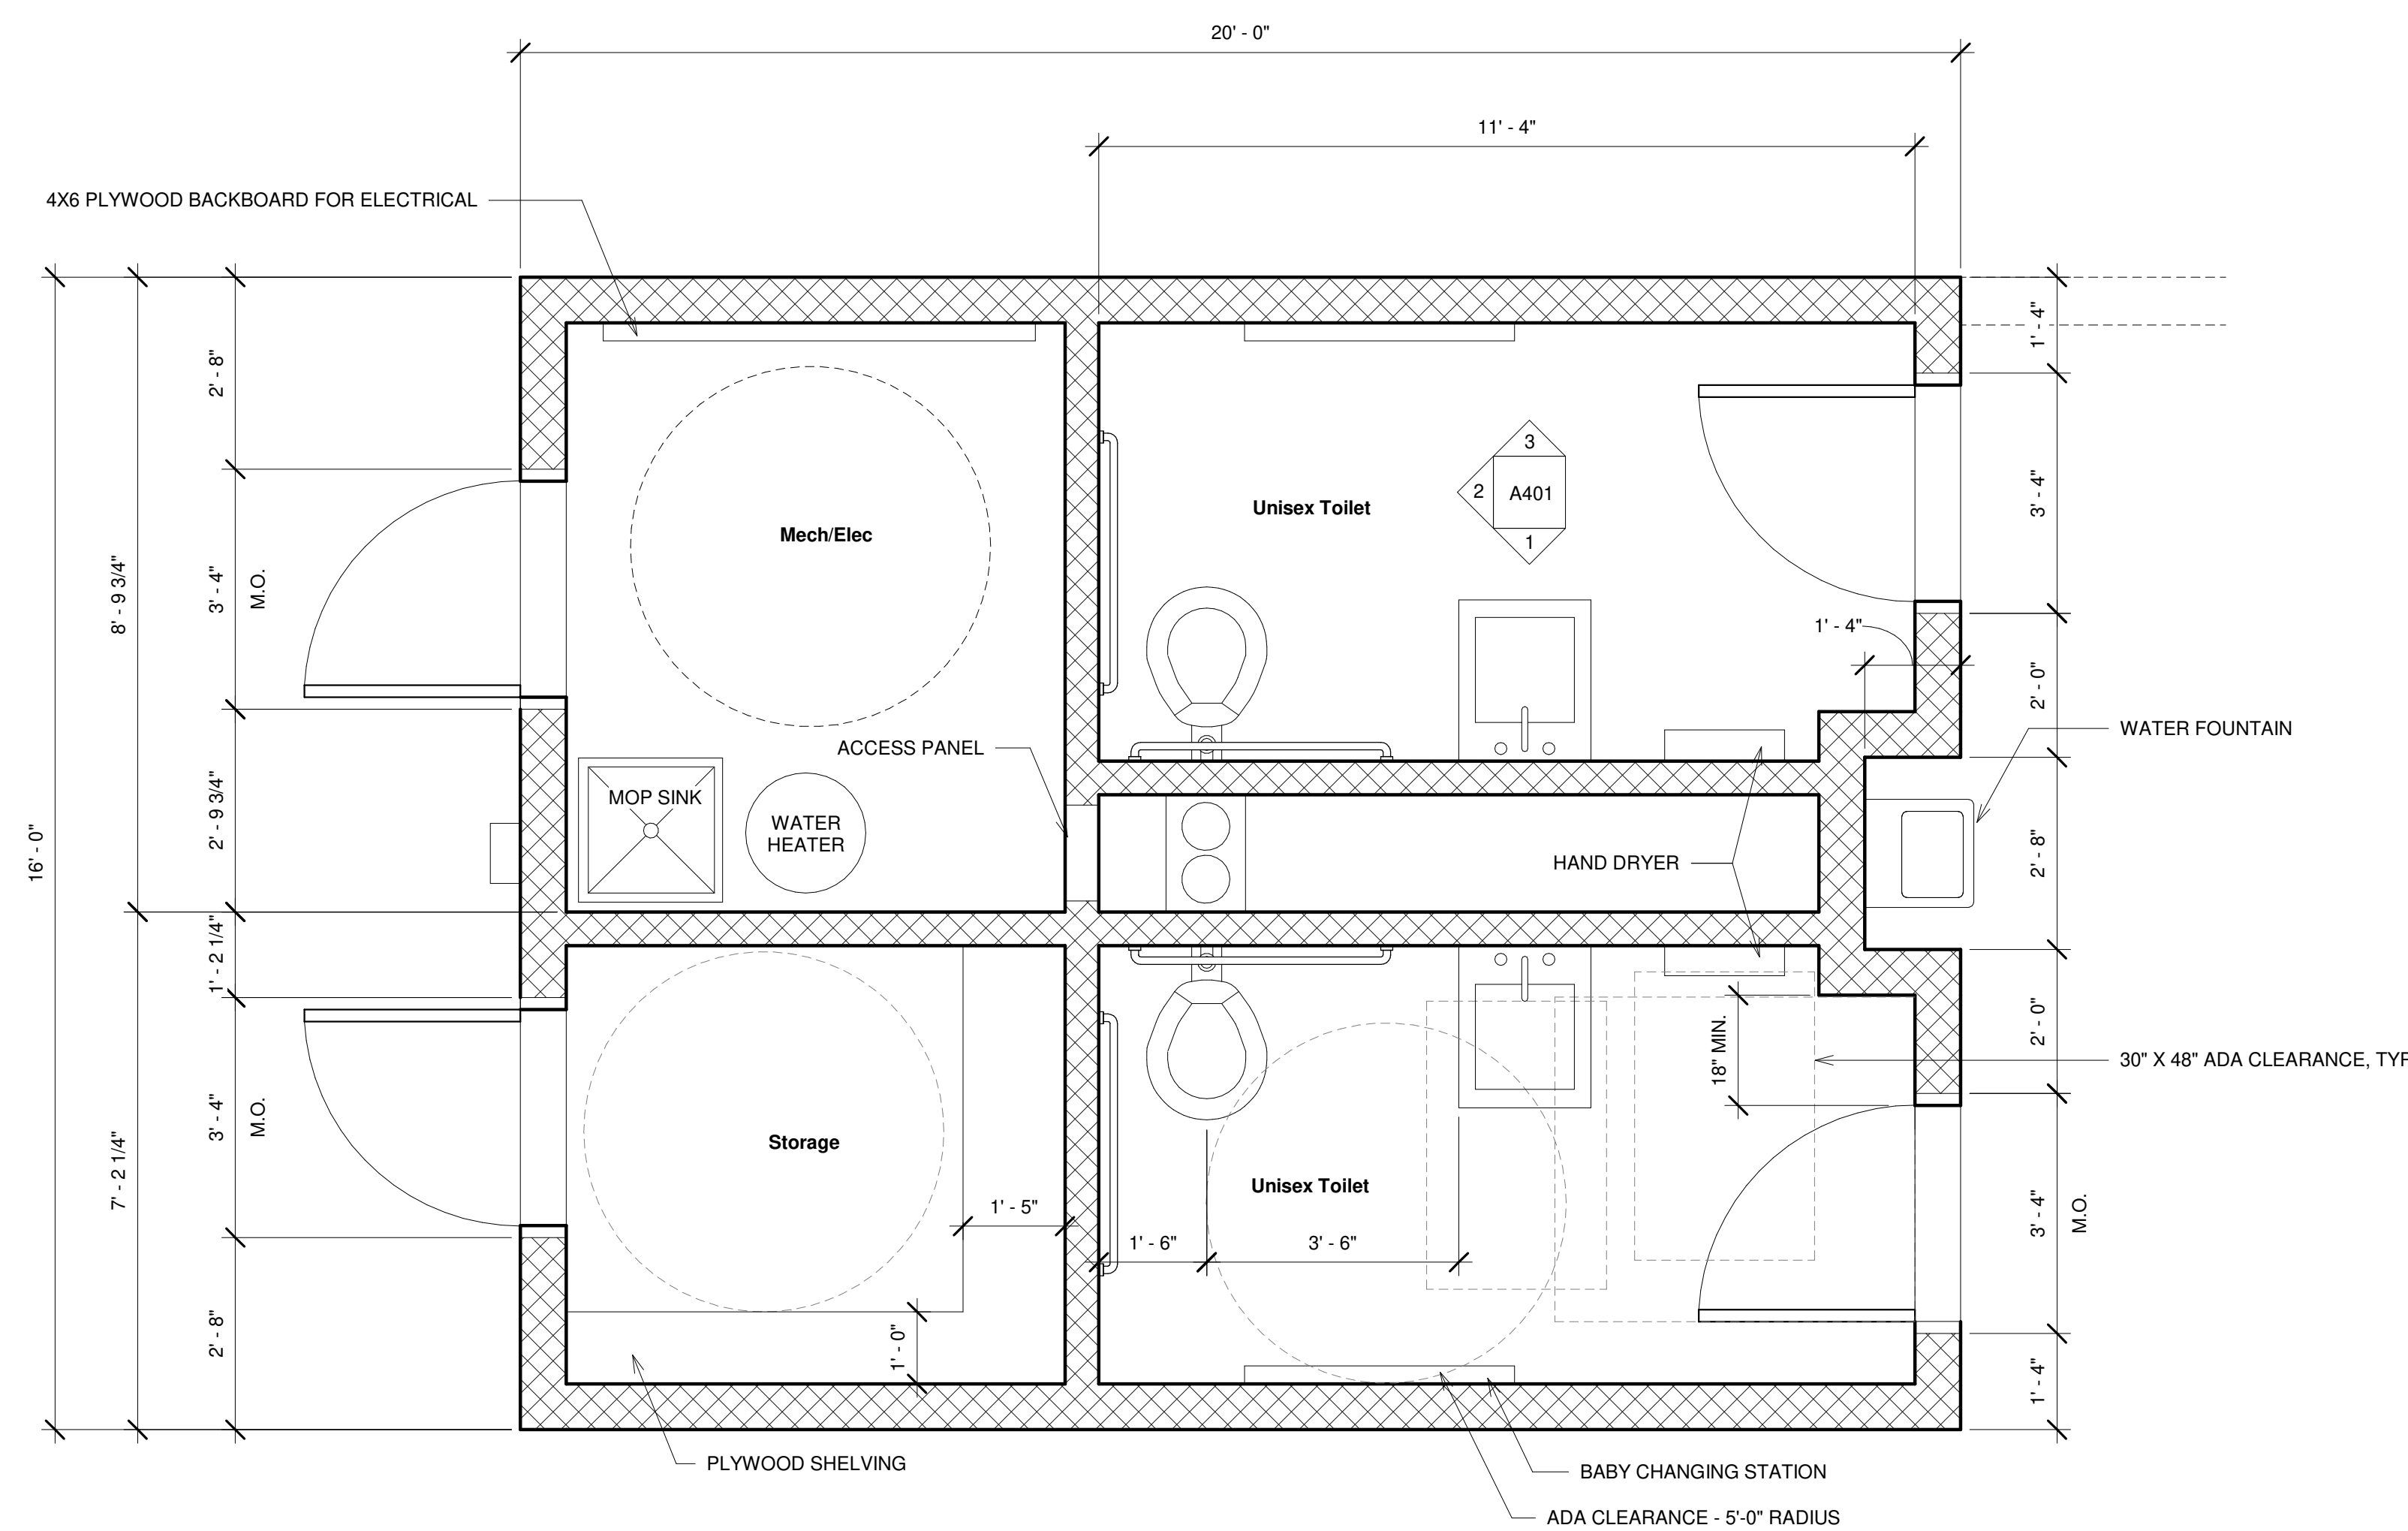 20' - 0"
11' - 4"
4X6 PLYWOOD BACKBOARD FOR ELECTRICAL
2' - 8"
3' - 4"
M.O.
8' - 9 3/4"
2' - 9 3/4"
16' - 0"
1' - 2 1/4"
3' - 4"
M.O.
7' - 2 1/4"
2' - 8"
Mech/Elec
ACCESS PANEL
MOP SINK
WATER
HEATER
Unisex Toilet
3
2
A401
1
1' - 4"
3' - 4"
1' - 4"
2' - 0"
WATER FOUNTAIN
HAND DRYER
2' - 8"
2' - 0"
18" MIN.
30" X 48" ADA CLEARANCE, TYP
Storage
1' - 5"
1' - 0"
Unisex Toilet
1' - 6"
3' - 6"
3' - 4"
M.O.
1' - 4"
PLYWOOD SHELVING
BABY CHANGING STATION
ADA CLEARANCE - 5'-0" RADIUS